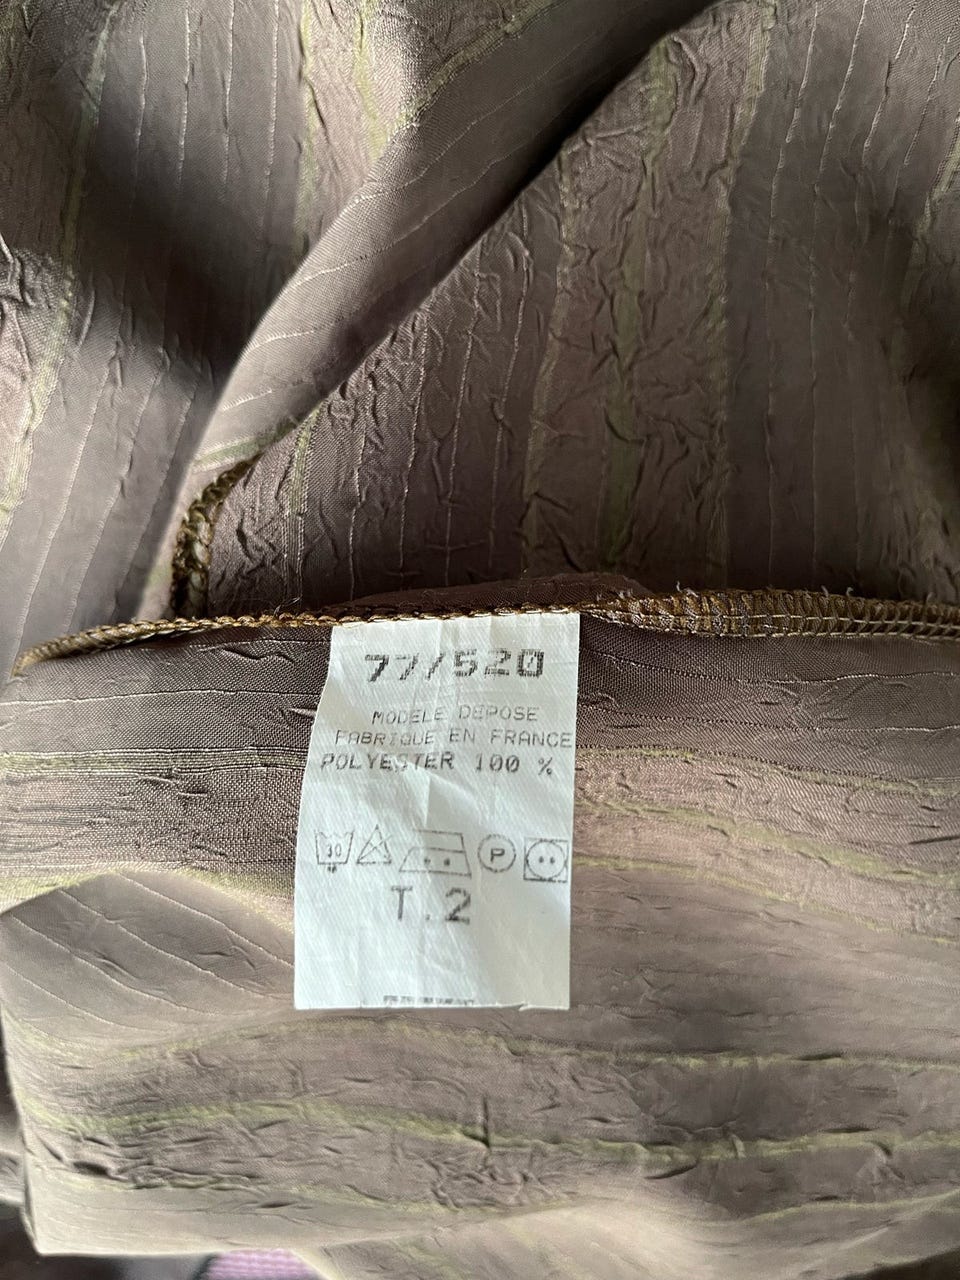 77/520
MODELE DEPOSE
FABRIQUE EN FRANCE
POLYESTER 100 %
30 P
T.2